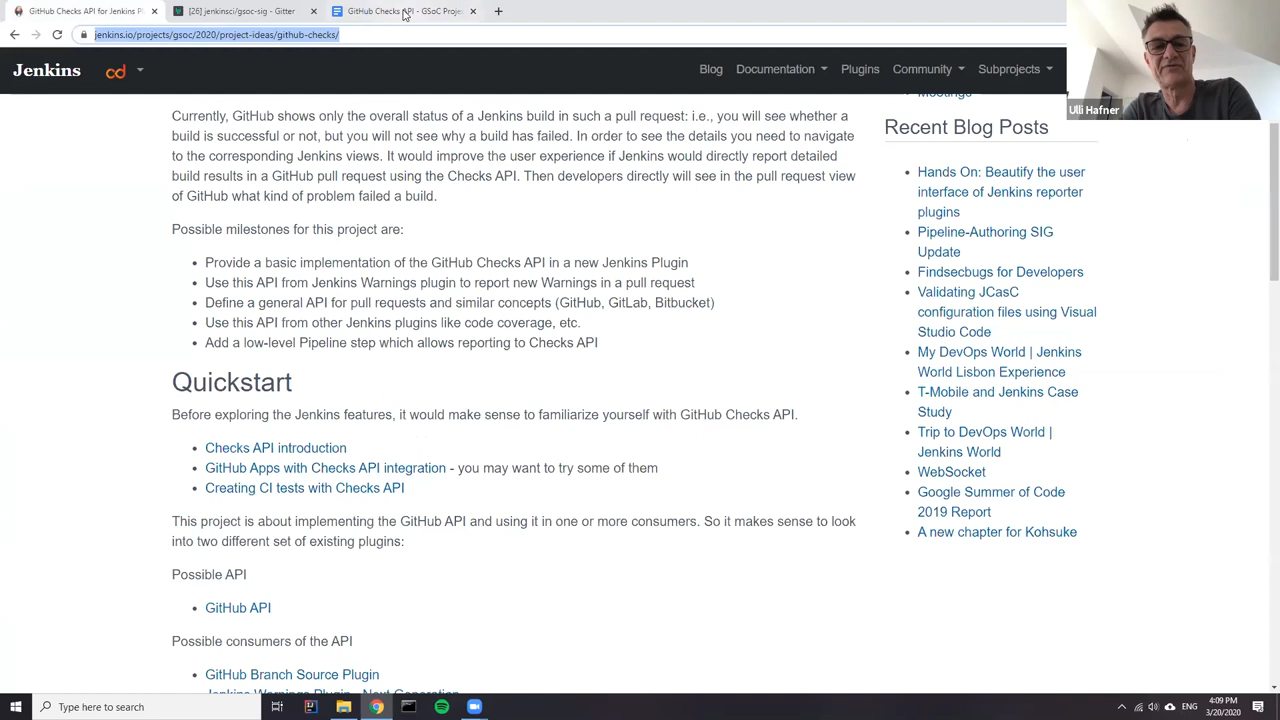 GitHub Checks API for Jenkins Pl
[26] jenkinsci/gsoc-sig - Gitter
GitHub Checks API - GSoC Proje
jenkins.io/projects/gsoc/2020/project-ideas/github-checks/
Jenkins
cd
Blog
Documentation
Plugins
Community
Subprojects
Ulli Hafner
Meetings
Currently, GitHub shows only the overall status of a Jenkins build in such a pull request: i.e., you will see whether a
build is successful or not, but you will not see why a build has failed. In order to see the details you need to navigate
to the corresponding Jenkins views. It would improve the user experience if Jenkins would directly report detailed
build results in a GitHub pull request using the Checks API. Then developers directly will see in the pull request view
of GitHub what kind of problem failed a build.
Possible milestones for this project are:
Provide a basic implementation of the GitHub Checks API in a new Jenkins Plugin
Use this API from Jenkins Warnings plugin to report new Warnings in a pull request
Define a general API for pull requests and similar concepts (GitHub, GitLab, Bitbucket)
Use this API from other Jenkins plugins like code coverage, etc.
Add a low-level Pipeline step which allows reporting to Checks API
Quickstart
Before exploring the Jenkins features, it would make sense to familiarize yourself with GitHub Checks API.
Checks API introduction
GitHub Apps with Checks API integration - you may want to try some of them
Creating CI tests with Checks API
This project is about implementing the GitHub API and using it in one or more consumers. So it makes sense to look
into two different set of existing plugins:
Possible API
GitHub API
Possible consumers of the API
GitHub Branch Source Plugin
Jenkins Warnings Plugin - Next Generation
Recent Blog Posts
Hands On: Beautify the user
interface of Jenkins reporter
plugins
Pipeline-Authoring SIG
Update
Findsecbugs for Developers
Validating JCasC
configuration files using Visual
Studio Code
My DevOps World | Jenkins
World Lisbon Experience
T-Mobile and Jenkins Case
Study
Trip to DevOps World |
Jenkins World
WebSocket
Google Summer of Code
2019 Report
A new chapter for Kohsuke
Type here to search
ENG
4:09 PM
3/20/2020